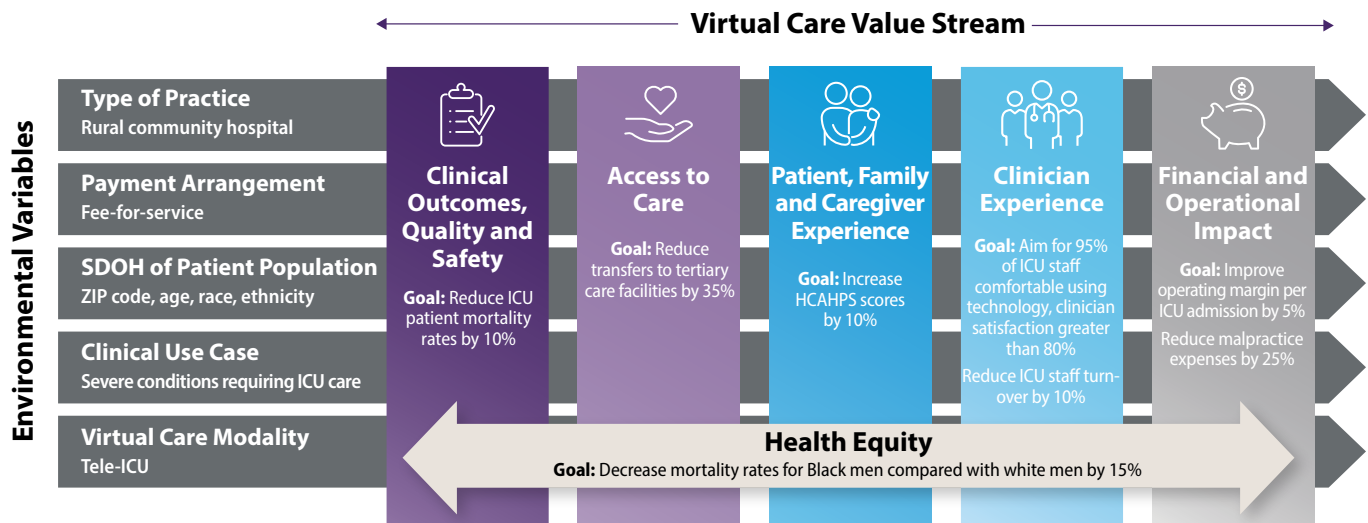 Virtual Care Value Stream
Environmental Variables
Type of Practice
Rural community hospital
Payment Arrangement
Fee-for-service
SDOH of Patient Population
ZIP code, age, race, ethnicity
Clinical Use Case
Severe conditions requiring ICU care
Virtual Care Modality
Tele-ICU
Clinical
Outcomes,
Quality and
Safety
Goal: Reduce ICU
patient mortality
rates by 10%
Access to
Care
Goal: Reduce
transfers to tertiary
care facilities by 35%
Patient, Family
and Caregiver
Experience
Goal: Increase
HCAHPS scores
by 10%
Clinician
Experience
Goal: Aim for 95%
of ICU staff
comfortable using
technology, clinician
satisfaction greater
than 80%
Reduce ICU staff turn-
over by 10%
$
Financial and
Operational
Impact
Goal: Improve
operating margin per
ICU admission by 5%
Reduce malpractice
expenses by 25%
Health Equity
Goal: Decrease mortality rates for Black men compared with white men by 15%